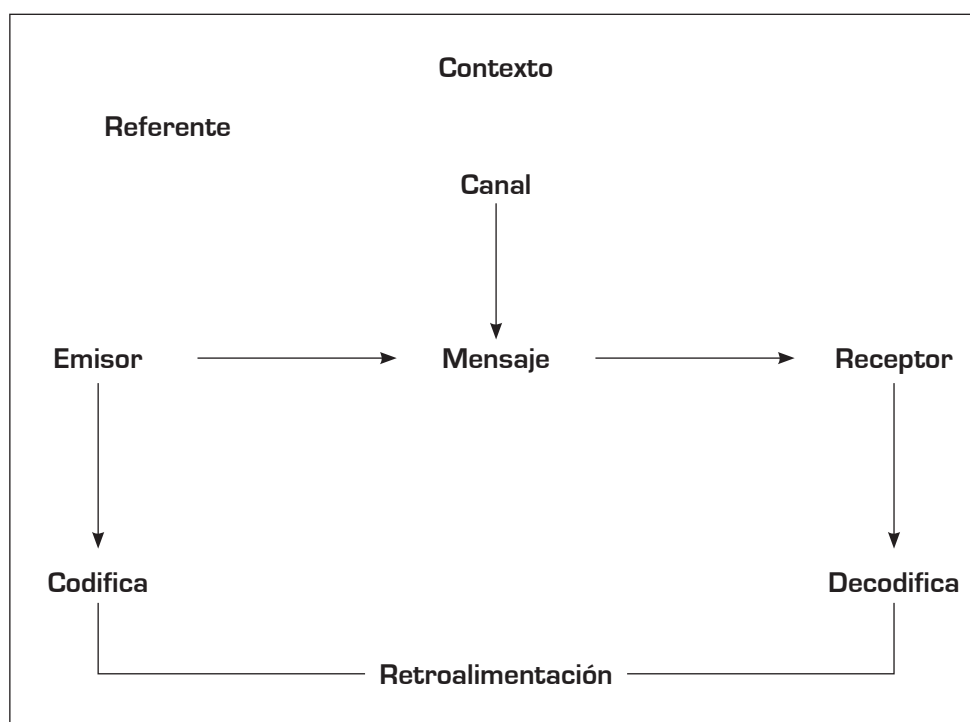 Contexto
Referente
Canal
Emisor Mensaje Receptor
Codifica Decodifica
Retroalimentación